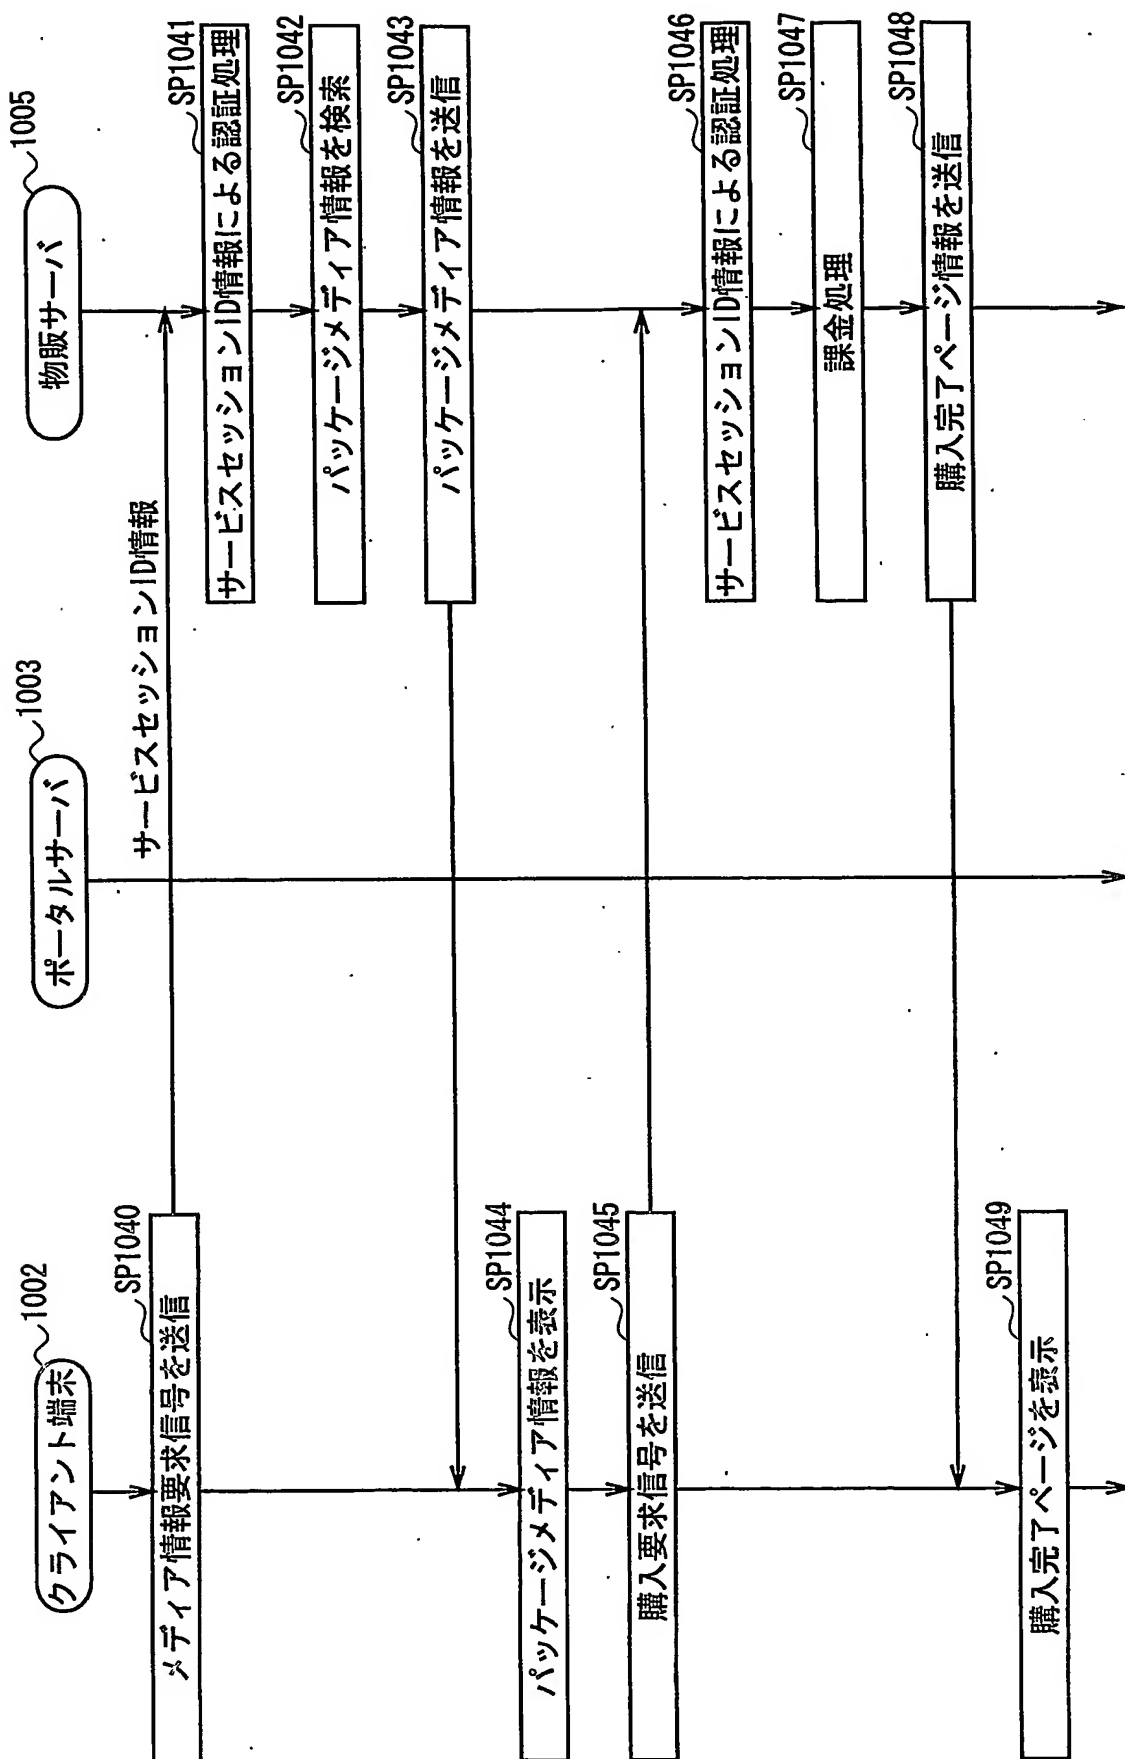 クライアント端末
1002
ポータルサーバ
1003
物販サーバ
1005
SP1040
メディア情報要求信号を送信
サービスセッションID情報
SP1041
サービスセッションID情報による認証処理
SP1042
パッケージメディア情報を検索
SP1043
パッケージメディア情報を送信
SP1044
パッケージメディア情報を表示
SP1045
購入要求信号を送信
SP1046
サービスセッションID情報による認証処理
SP1047
課金処理
SP1048
購入完了ページ情報を送信
SP1049
購入完了ページを表示